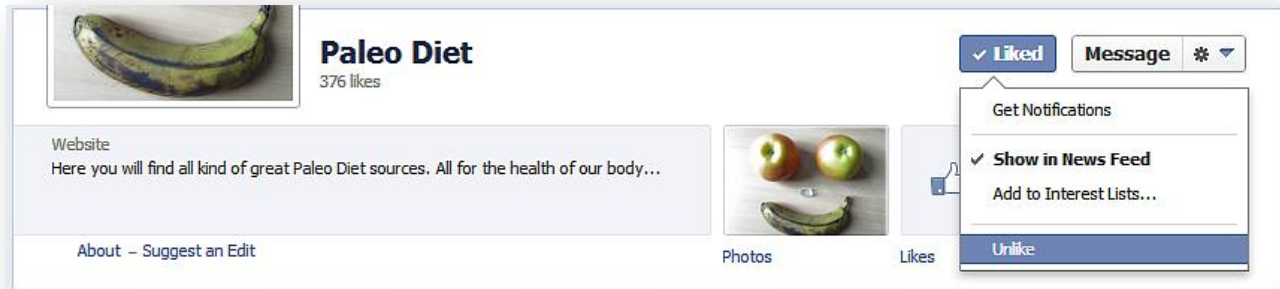 Paleo Diet
376 likes
Liked
Message
Get Notifications
Show in News Feed
Add to Interest Lists...
Unlike
Website
Here you will find all kind of great Paleo Diet sources. All for the health of our body...
About – Suggest an Edit
Photos
Likes